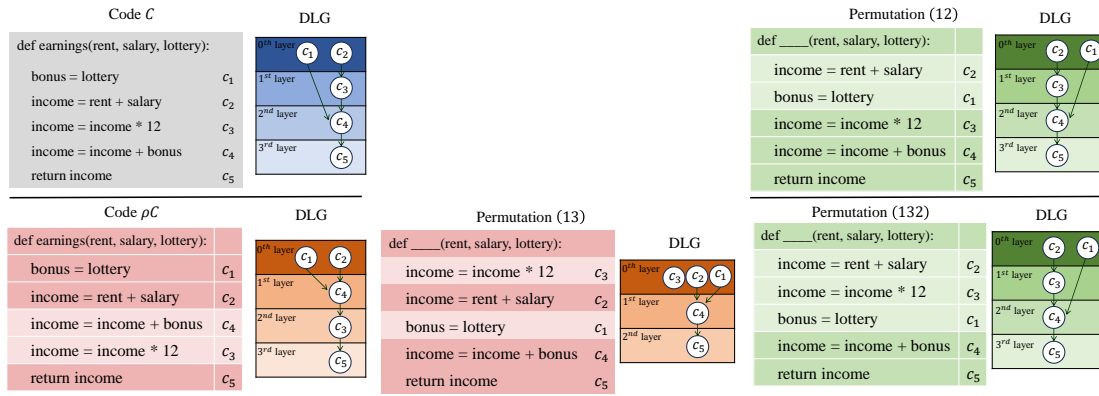 Code C
DLG
def earnings(rent, salary, lottery):
bonus = lottery c₁
income = rent + salary c₂
income = income * 12 c₃
income = income + bonus c₄
return income c₅
0ᵗʰ layer
c₁ c₂
1ˢᵗ layer
c₃
2ⁿᵈ layer
c₄
3ʳᵈ layer
c₅
Permutation (12)
DLG
def ____(rent, salary, lottery):
income = rent + salary c₂
bonus = lottery c₁
income = income * 12 c₃
income = income + bonus c₄
return income c₅
0ᵗʰ layer
c₂ c₁
1ˢᵗ layer
c₃
2ⁿᵈ layer
c₄
3ʳᵈ layer
c₅
Code ρC
DLG
def earnings(rent, salary, lottery):
bonus = lottery c₁
income = rent + salary c₂
income = income + bonus c₄
income = income * 12 c₃
return income c₅
0ᵗʰ layer
c₁ c₂
1ˢᵗ layer
c₄
2ⁿᵈ layer
c₃
3ʳᵈ layer
c₅
Permutation (13)
DLG
def ____(rent, salary, lottery):
income = income * 12 c₃
income = rent + salary c₂
bonus = lottery c₁
income = income + bonus c₄
return income c₅
0ᵗʰ layer
c₃ c₂ c₁
1ˢᵗ layer
c₄
2ⁿᵈ layer
c₅
Permutation (132)
DLG
def ____(rent, salary, lottery):
income = rent + salary c₂
income = income * 12 c₃
bonus = lottery c₁
income = income + bonus c₄
return income c₅
0ᵗʰ layer
c₂ c₁
1ˢᵗ layer
c₃
2ⁿᵈ layer
c₄
3ʳᵈ layer
c₅